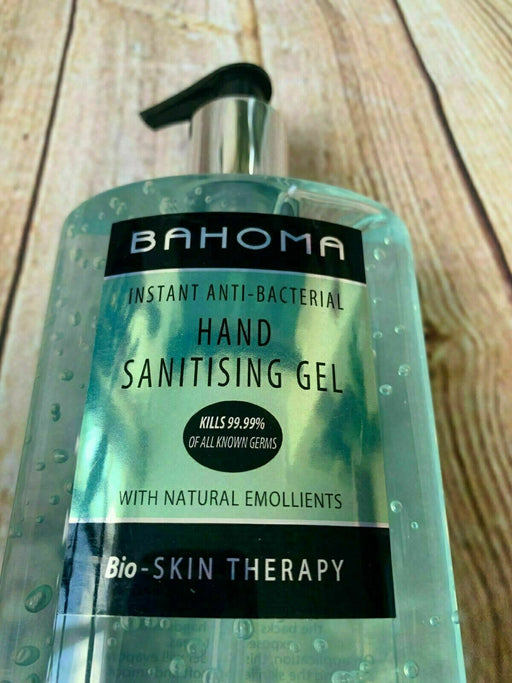 BAHOMA
INSTANT ANTI-BACTERIAL
HAND
SANITISING GEL
KILLS 99.99%
OF ALL KNOWN GERMS
WITH NATURAL EMOLLIENTS
Bio-SKIN THERAPY